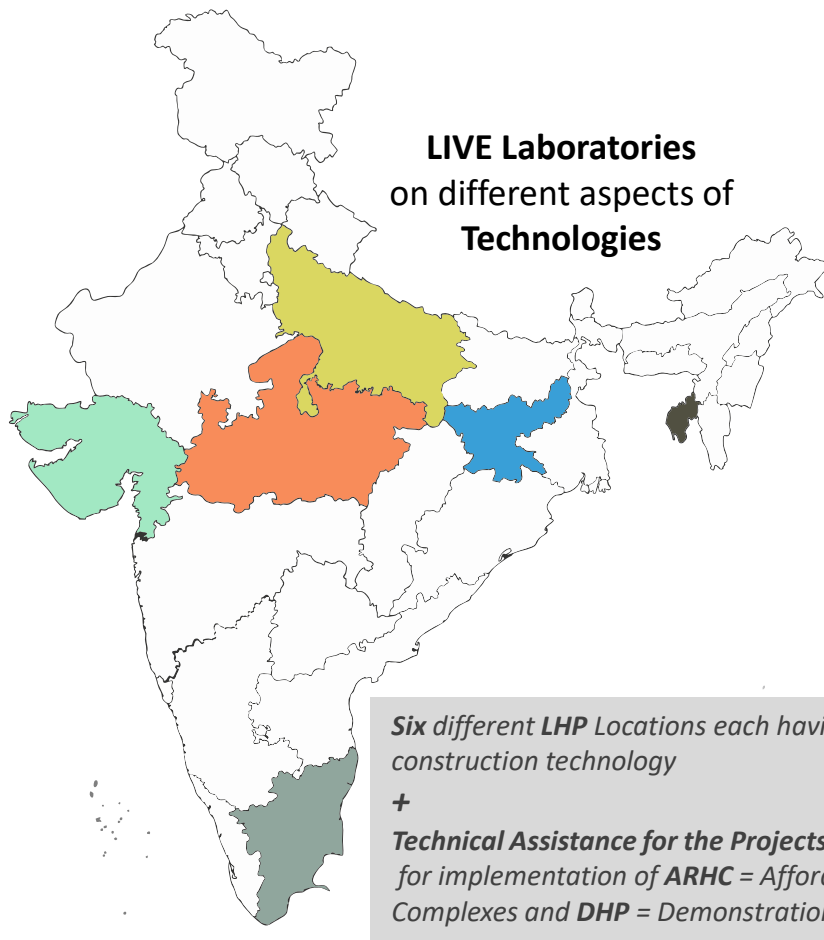 LIVE Laboratories
on different aspects of
Technologies
Six different LHP Locations each havi
construction technology
+
Technical Assistance for the Projects
for implementation of ARHC = Affor
Complexes and DHP = Demonstration